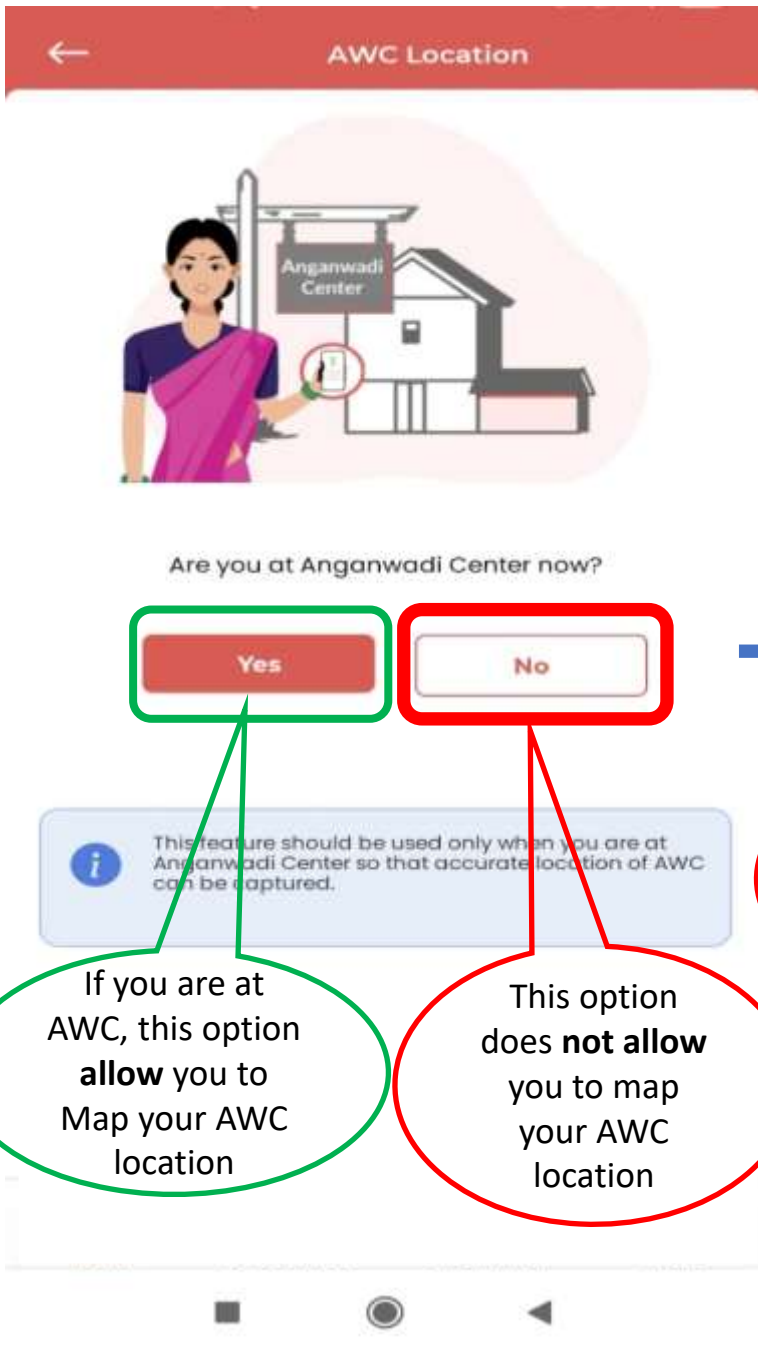 AWC Location
Anganwadi
Center
Are you at Anganwadi Center now?
Yes
No
This feature should be used only when you are at
Anganwadi Center so that accurate location of AWC
can be captured.
If you are at
AWC, this option
allow you to
Map your AWC
location
This option
does not allow
you to map
your AWC
location